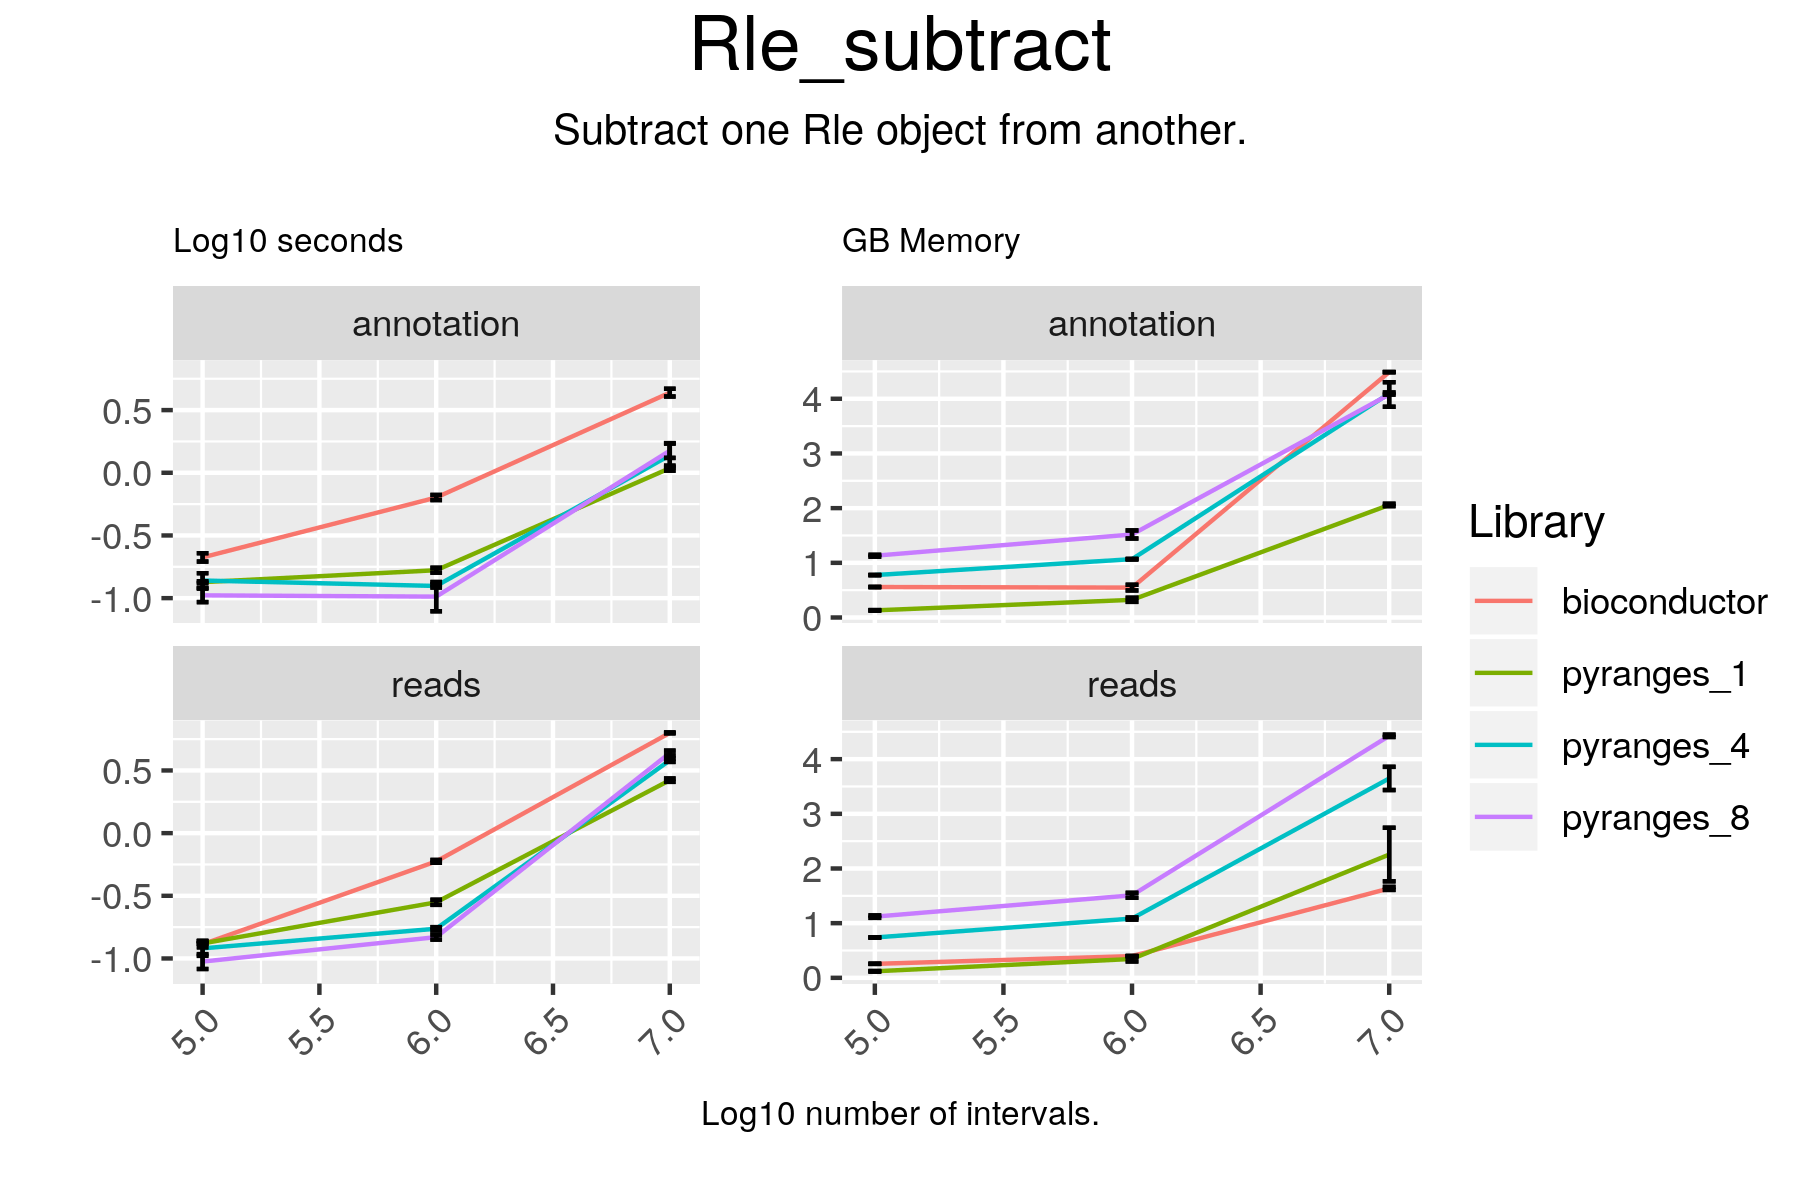 Rle_subtract
Subtract one Rle object from another.
Log10 seconds
GB Memory
annotation
annotation
0.5
0.0
-0.5
-1.0
4
3
2
1
0
reads
reads
0.5
0.0
-0.5
-1.0
4
3
2
1
0
5.0 5.5 6.0 6.5 7.0
5.0 5.5 6.0 6.5 7.0
Log10 number of intervals.
Library
bioconductor
pyranges_1
pyranges_4
pyranges_8